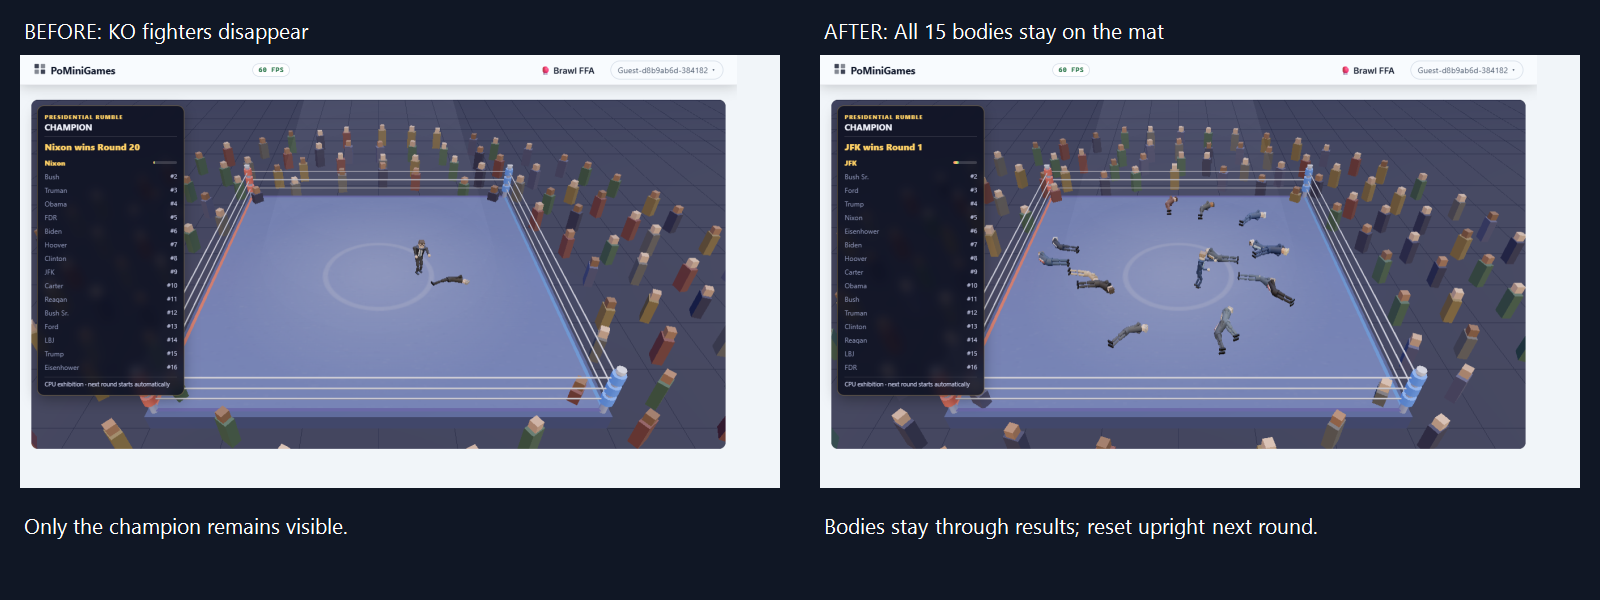 BEFORE: KO fighters disappear
PoMiniGames
60 FPS
Brawl FFA
Guest-d8b9ab6d-384182
PRESIDENTIAL RUMBLE
CHAMPION
Nixon wins Round 20
Nixon
Bush #2
Truman #3
Obama #4
FDR #5
Biden #6
Hoover #7
Clinton #8
JFK #9
Carter #10
Reagan #11
Bush Sr. #12
Ford #13
LBJ #14
Trump #15
Eisenhower #16
CPU exhibition - next round starts automatically
Only the champion remains visible.
AFTER: All 15 bodies stay on the mat
PoMiniGames
60 FPS
Brawl FFA
Guest-d8b9ab6d-384182
PRESIDENTIAL RUMBLE
CHAMPION
JFK wins Round 1
JFK
Bush Sr. #2
Ford #3
Trump #4
Nixon #5
Eisenhower #6
Biden #7
Hoover #8
Carter #9
Obama #10
Bush #11
Truman #12
Clinton #13
Reagan #14
LBJ #15
FDR #16
CPU exhibition - next round starts automatically
Bodies stay through results; reset upright next round.